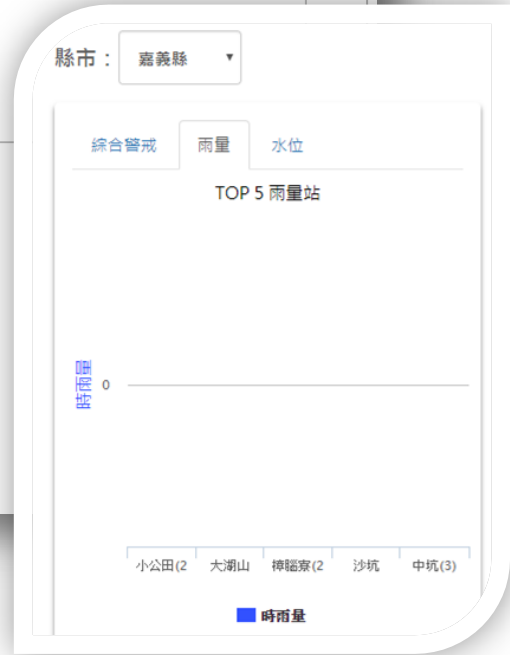 縣市： 嘉義縣
綜合警戒 雨量 水位
TOP 5 雨量站
時雨量
0
小公田(2 大湖山 樟腦寮(2 沙坑 中坑(3)
時雨量